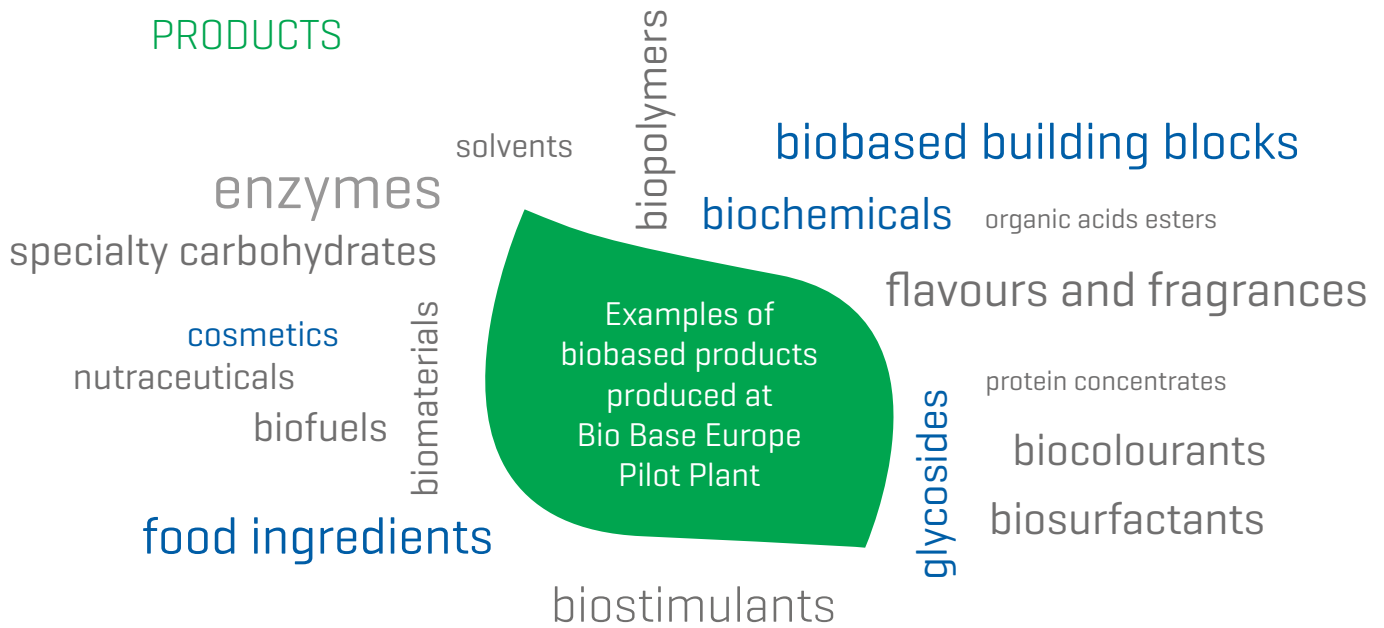 PRODUCTS
biopolymers
solvents
biobased building blocks
enzymes
biochemicals
organic acids esters
specialty carbohydrates
flavours and fragrances
Examples of
biobased products
produced at
Bio Base Europe
Pilot Plant
cosmetics
nutraceuticals
biofuels
biomaterials
protein concentrates
glycosides
biocolourants
biosurfactants
food ingredients
biostimulants